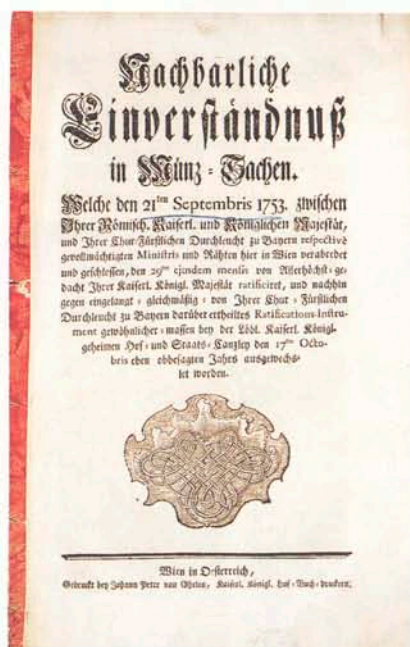 Nachbarliche
Einverständnuß
in Münz-Sachen.
Welche den 21ten Septembris 1753. zwischen
Ihrer Römisch. Kaiserl. und Königlichen Majestät,
und Ihrer Chur-Fürstlichen Durchleucht zu Bayern respectivè
gevollmächtigten Ministris und Räthen hier in Wien verabredet
und geschlossen, den 29ten ejusdem mensis von Allerhöchst-ge-
dacht Ihrer Kaiserl. Königl. Majestät ratificiret, und nachhin
gegen eingelangt-gleichmäßig-von Ihrer Chur-Fürstlichen
Durchleucht zu Bayern darüber ertheiltes Ratifications-Instru-
ment gewöhnlicher-massen bey der Löbl. Kaiserl. Königl.
geheimen Hof- und Staats-Canzley den 17ten Octo-
bris eben obbesagten Jahrs ausgewechs-
let worden.
Wien in Oesterreich,
Gedruckt bey Johann Peter van Ghelen, Kaiserl. Königl. Hof-Buch-druckern.